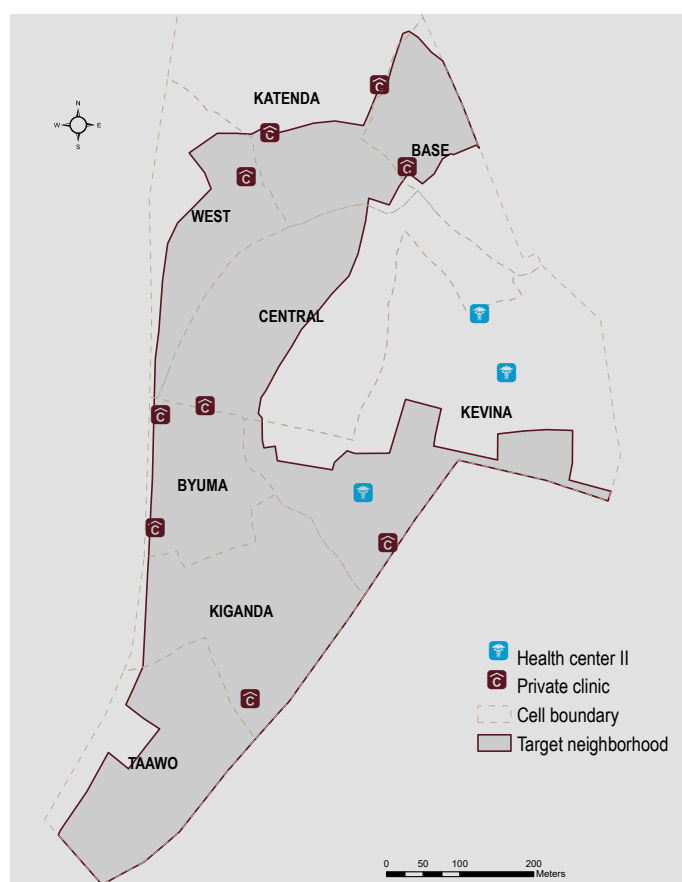 KATENDA
N
W E
S
BASE
WEST
CENTRAL
KEVINA
BYUMA
KIGANDA
TAAWO
Health center II
C Private clinic
Cell boundary
Target neighborhood
0 50 100 200
Meters
C
C
C
C
C
C
C
C
C